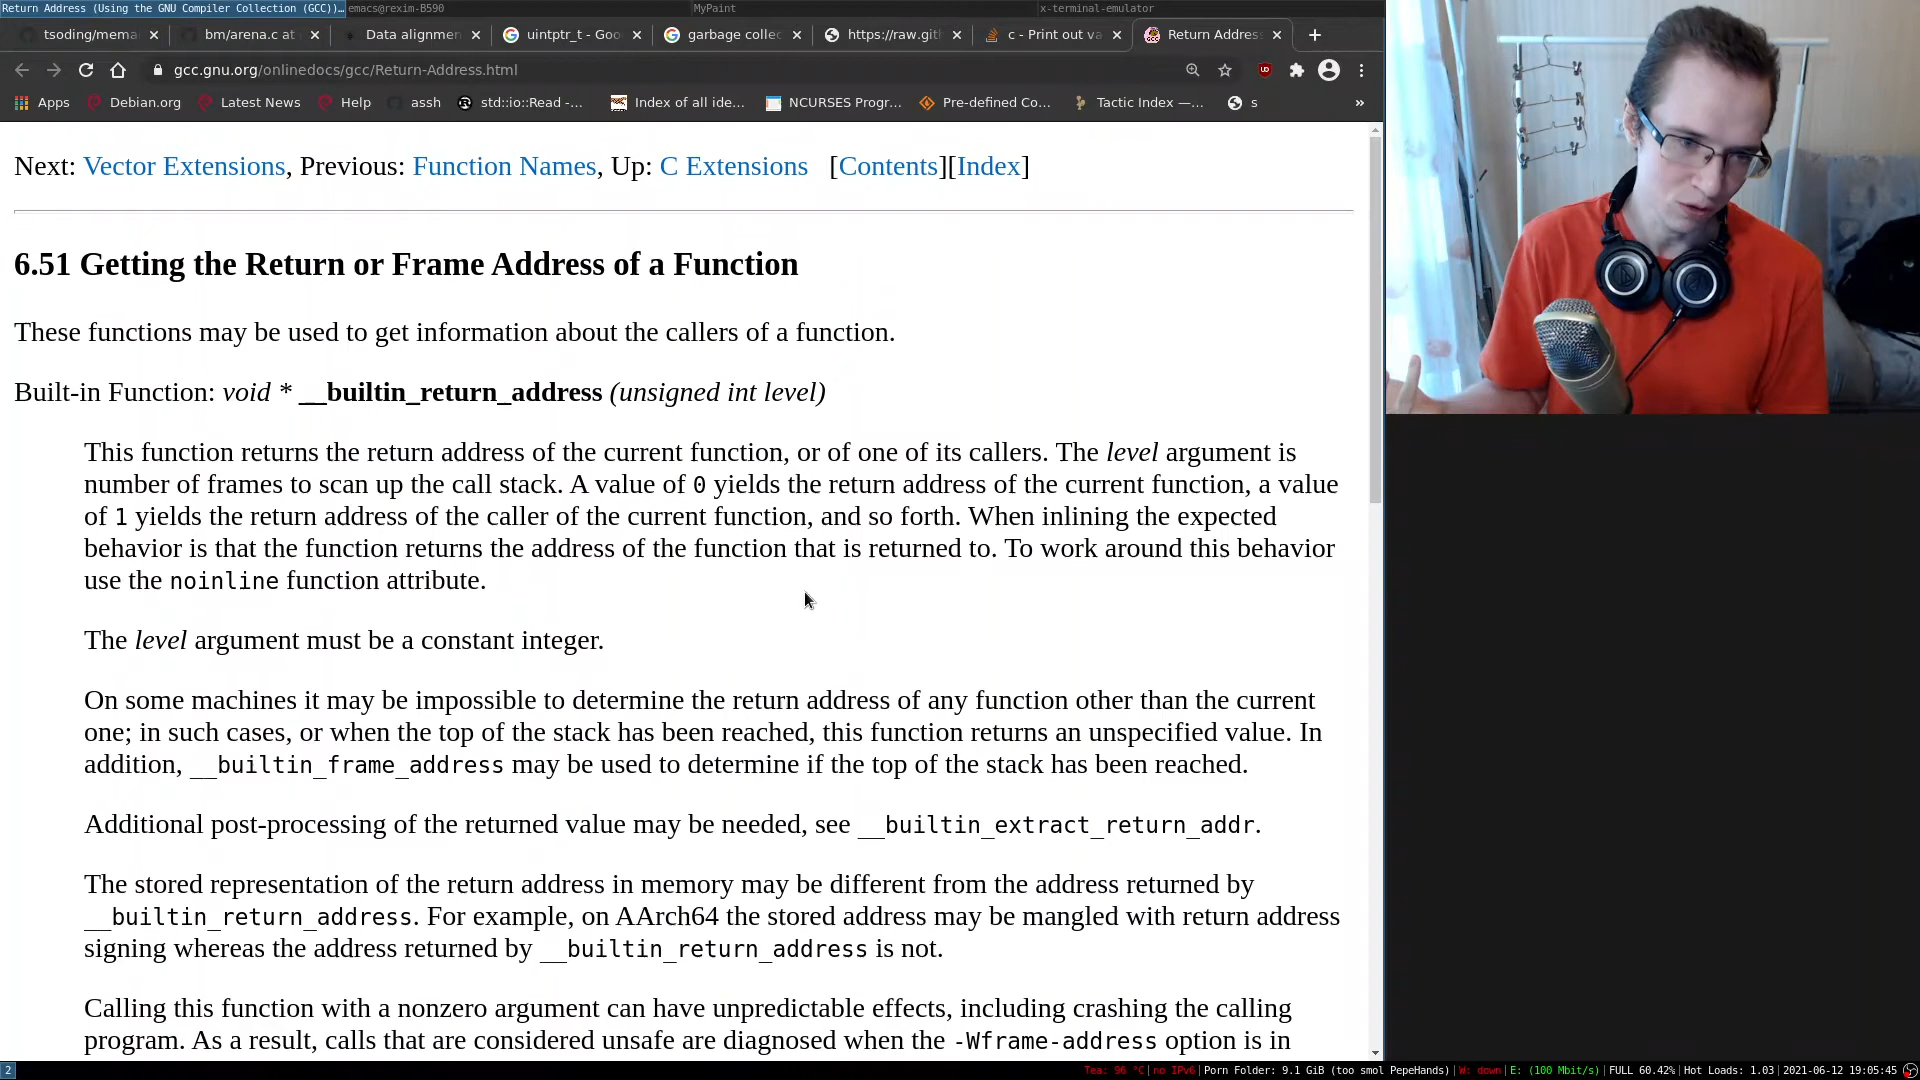 Return Address (Using the GNU Compiler Collection (GCC))... emacs@rexim-B590 MyPaint x-terminal-emulator
tsoding/mema bm/arena.c at Data alignmen uintptr_t - Goo garbage collec https://raw.gith c - Print out va Return Address
gcc.gnu.org/onlinedocs/gcc/Return-Address.html
Apps Debian.org Latest News Help assh std::io::Read -... Index of all ide... NCURSES Progr... Pre-defined Co... Tactic Index —... s »
Next: Vector Extensions, Previous: Function Names, Up: C Extensions [Contents][Index]
6.51 Getting the Return or Frame Address of a Function
These functions may be used to get information about the callers of a function.
Built-in Function: void * __builtin_return_address (unsigned int level)
This function returns the return address of the current function, or of one of its callers. The level argument is
number of frames to scan up the call stack. A value of 0 yields the return address of the current function, a value
of 1 yields the return address of the caller of the current function, and so forth. When inlining the expected
behavior is that the function returns the address of the function that is returned to. To work around this behavior
use the noinline function attribute.
The level argument must be a constant integer.
On some machines it may be impossible to determine the return address of any function other than the current
one; in such cases, or when the top of the stack has been reached, this function returns an unspecified value. In
addition, __builtin_frame_address may be used to determine if the top of the stack has been reached.
Additional post-processing of the returned value may be needed, see __builtin_extract_return_addr.
The stored representation of the return address in memory may be different from the address returned by
__builtin_return_address. For example, on AArch64 the stored address may be mangled with return address
signing whereas the address returned by __builtin_return_address is not.
Calling this function with a nonzero argument can have unpredictable effects, including crashing the calling
program. As a result, calls that are considered unsafe are diagnosed when the -Wframe-address option is in
2 Tea: 96 °C| no IPv6| Porn Folder: 9.1 GiB (too smol PepeHands)| W: down| E: (100 Mbit/s)| FULL 60.42%| Hot Loads: 1.03| 2021-06-12 19:05:45